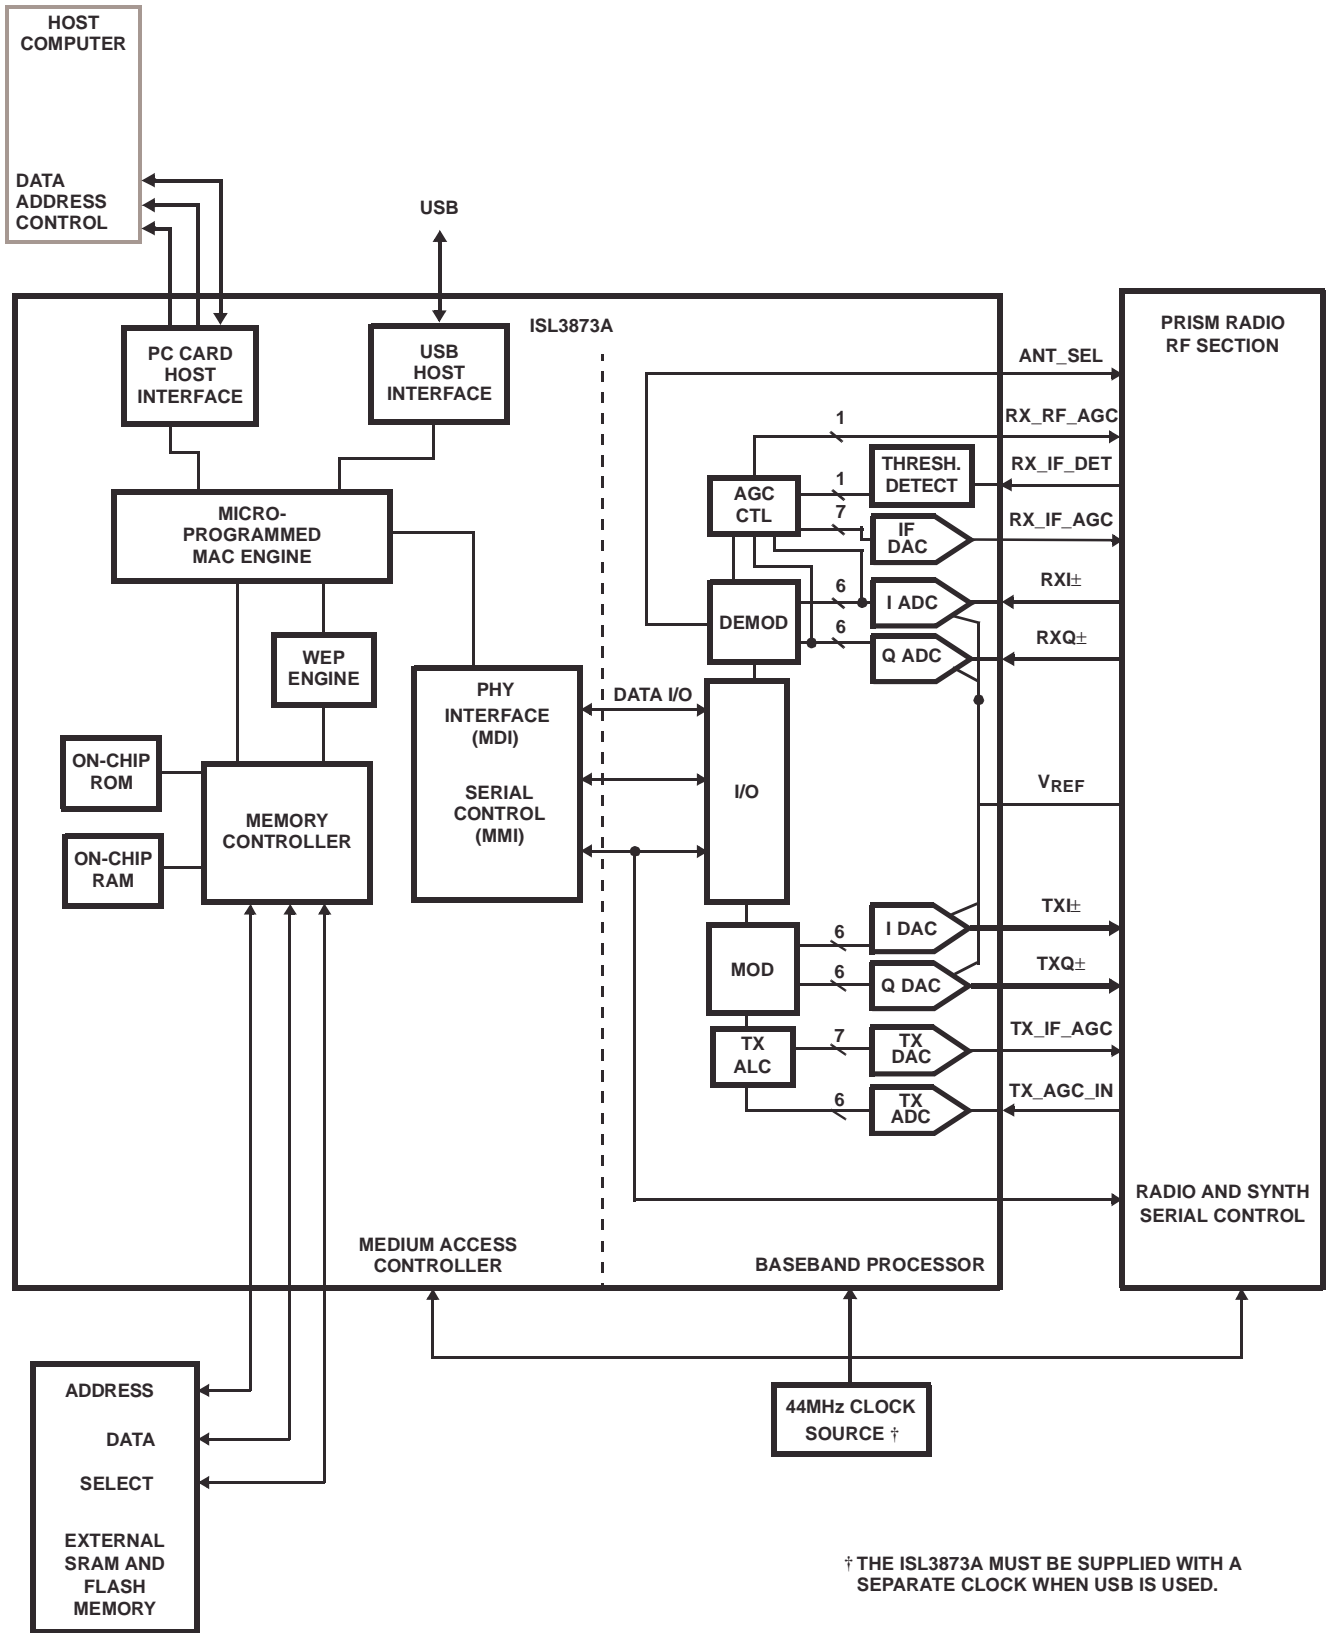 HOST
COMPUTER
DATA
ADDRESS
CONTROL
USB
ISL3873A
PC CARD
HOST
INTERFACE
USB
HOST
INTERFACE
MICRO-
PROGRAMMED
MAC ENGINE
WEP
ENGINE
ON-CHIP
ROM
ON-CHIP
RAM
MEMORY
CONTROLLER
PHY
INTERFACE
(MDI)
SERIAL
CONTROL
(MMI)
DATA I/O
I/O
AGC
CTL
DEMOD
MOD
TX
ALC
1
1
7
6
6
6
6
7
6
THRESH.
DETECT
IF
DAC
I ADC
Q ADC
I DAC
Q DAC
TX
DAC
TX
ADC
ANT_SEL
RX_RF_AGC
RX_IF_DET
RX_IF_AGC
RXI±
RXQ±
VREF
TXI±
TXQ±
TX_IF_AGC
TX_AGC_IN
PRISM RADIO
RF SECTION
RADIO AND SYNTH
SERIAL CONTROL
MEDIUM ACCESS
CONTROLLER
BASEBAND PROCESSOR
44MHz CLOCK
SOURCE †
ADDRESS
DATA
SELECT
EXTERNAL
SRAM AND
FLASH
MEMORY
† THE ISL3873A MUST BE SUPPLIED WITH A
SEPARATE CLOCK WHEN USB IS USED.